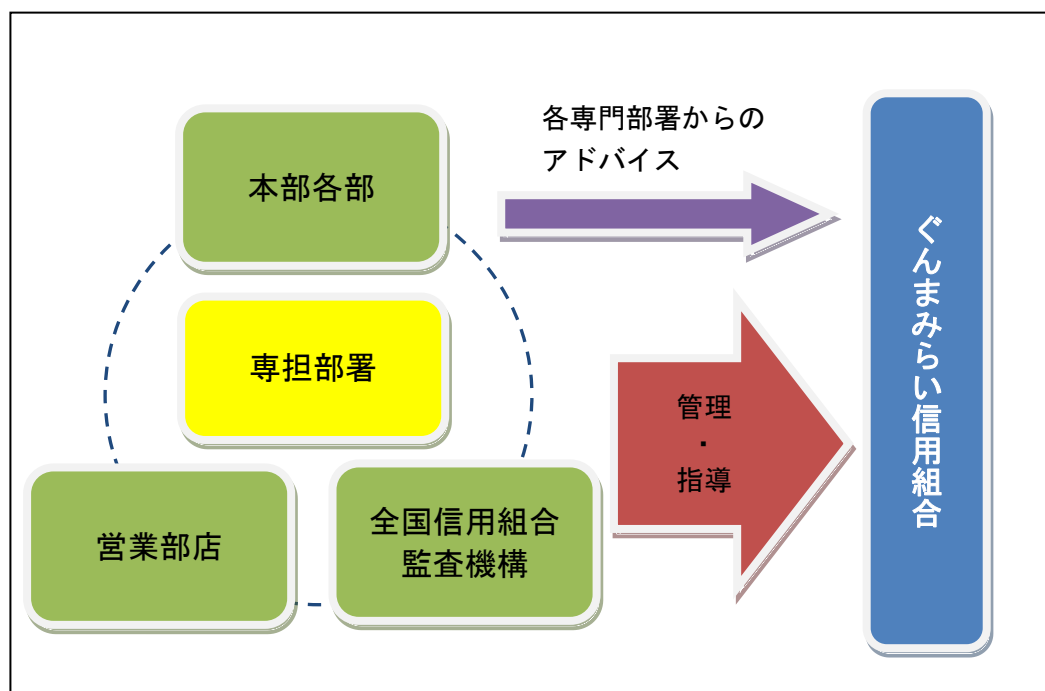 本部各部
専担部署
営業部店
全国信用組合
監査機構
各専門部署からの
アドバイス
管理
・
指導
ぐんまみらい信用組合